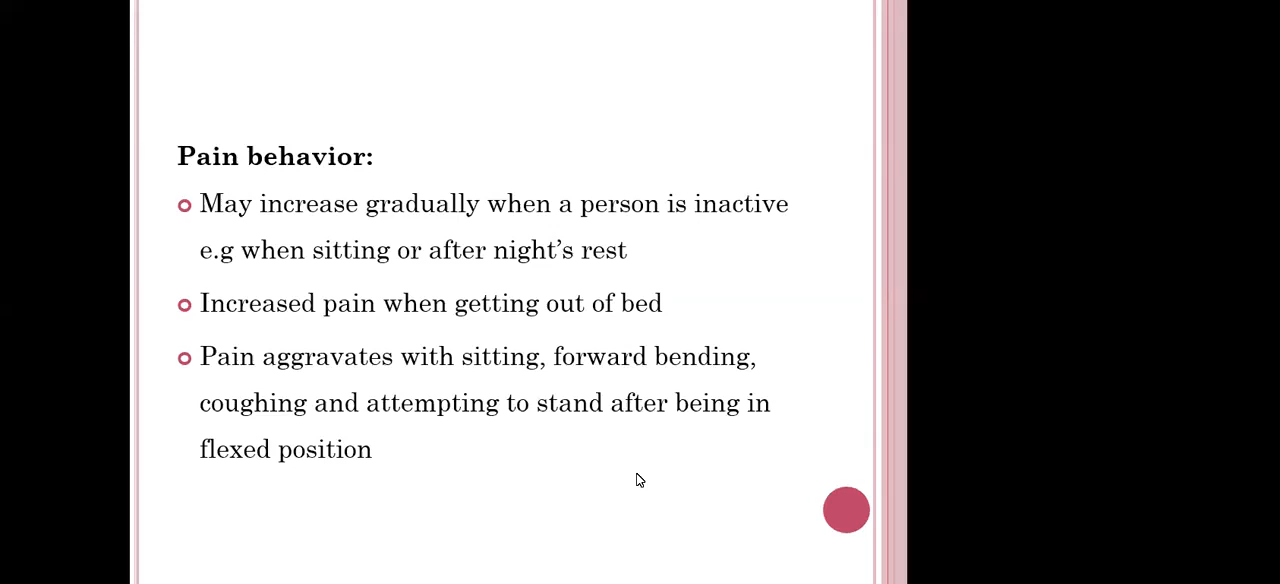 Pain behavior:
May increase gradually when a person is inactive
e.g when sitting or after night’s rest
Increased pain when getting out of bed
Pain aggravates with sitting, forward bending,
coughing and attempting to stand after being in
flexed position